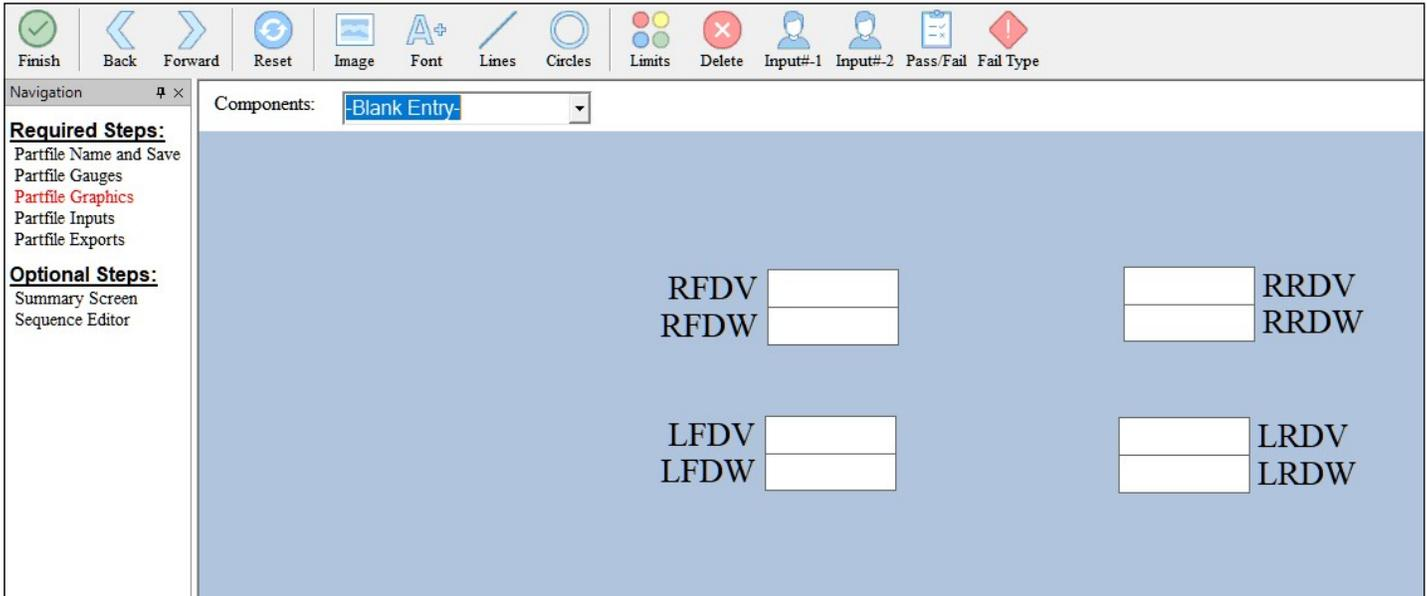 Finish Back Forward Reset Image Font Lines Circles Limits Delete Input#-1 Input#-2 Pass/Fail Fail Type
Navigation
Components: -Blank Entry-
Required Steps:
Partfile Name and Save
Partfile Gauges
Partfile Graphics
Partfile Inputs
Partfile Exports
Optional Steps:
Summary Screen
Sequence Editor
RFDV RRDV
RFDW RRDW
LFDV LRDV
LFDW LRDW